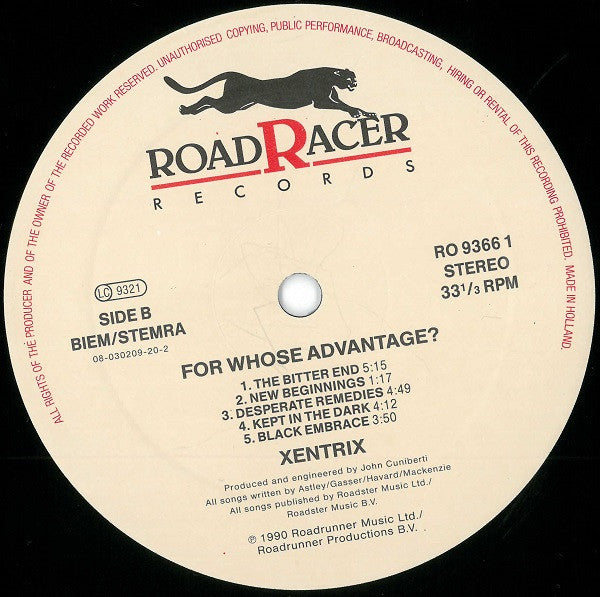 ALL RIGHTS OF THE PRODUCER AND OF THE OWNER OF THE RECORDED WORK RESERVED. UNAUTHORISED COPYING, PUBLIC PERFORMANCE, BROADCASTING, HIRING OR RENTAL OF THIS RECORDING PROHIBITED. MADE IN HOLLAND.
ROADRACER
RECORDS
RO 9366 1
STEREO
33 1/3 RPM
LC 9321
SIDE B
BIEM/STEMRA
08-030209-20-2
FOR WHOSE ADVANTAGE?
1. THE BITTER END 5:15
2. NEW BEGINNINGS 1:17
3. DESPERATE REMEDIES 4:49
4. KEPT IN THE DARK 4:12
5. BLACK EMBRACE 3:50
XENTRIX
Produced and engineered by John Cuniberti
All songs written by Astley/Gasser/Havard/Mackenzie
All songs published by Roadster Music Ltd./
Roadster Music B.V.
℗ 1990 Roadrunner Music Ltd./
Roadrunner Productions B.V.